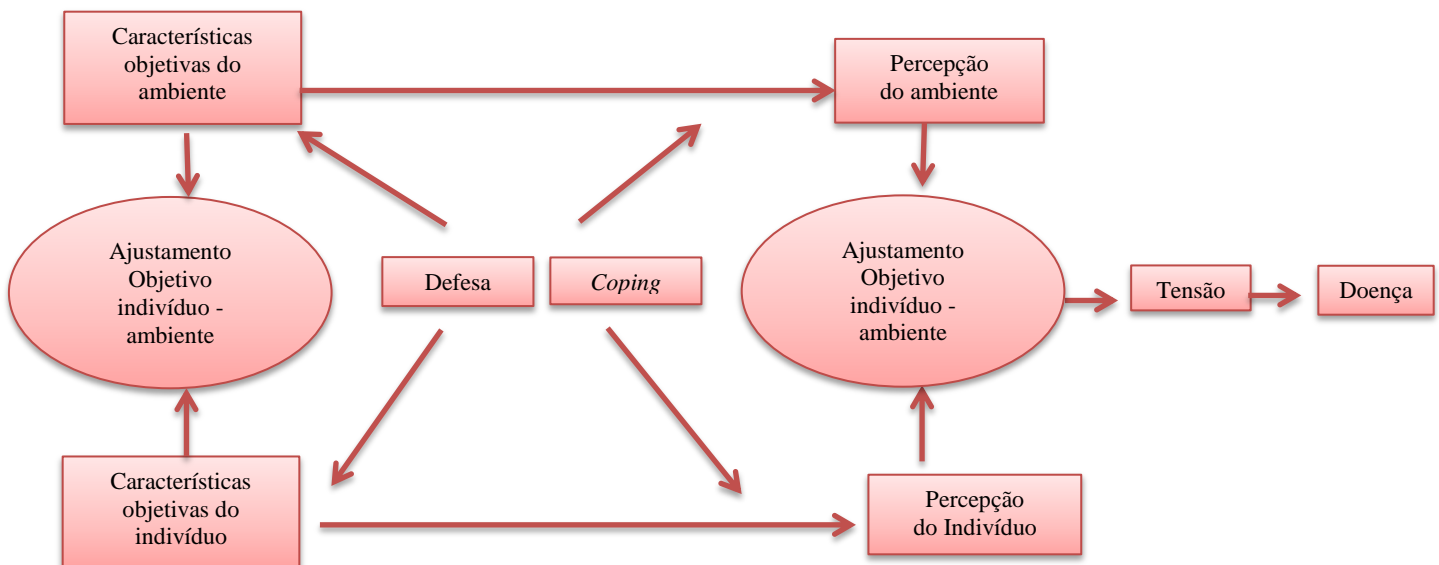 Características
objetivas do
ambiente
Percepção
do ambiente
Ajustamento
Objetivo
indivíduo -
ambiente
Defesa
Coping
Ajustamento
Objetivo
indivíduo -
ambiente
Tensão
Doença
Características
objetivas do
indivíduo
Percepção
do Indivíduo